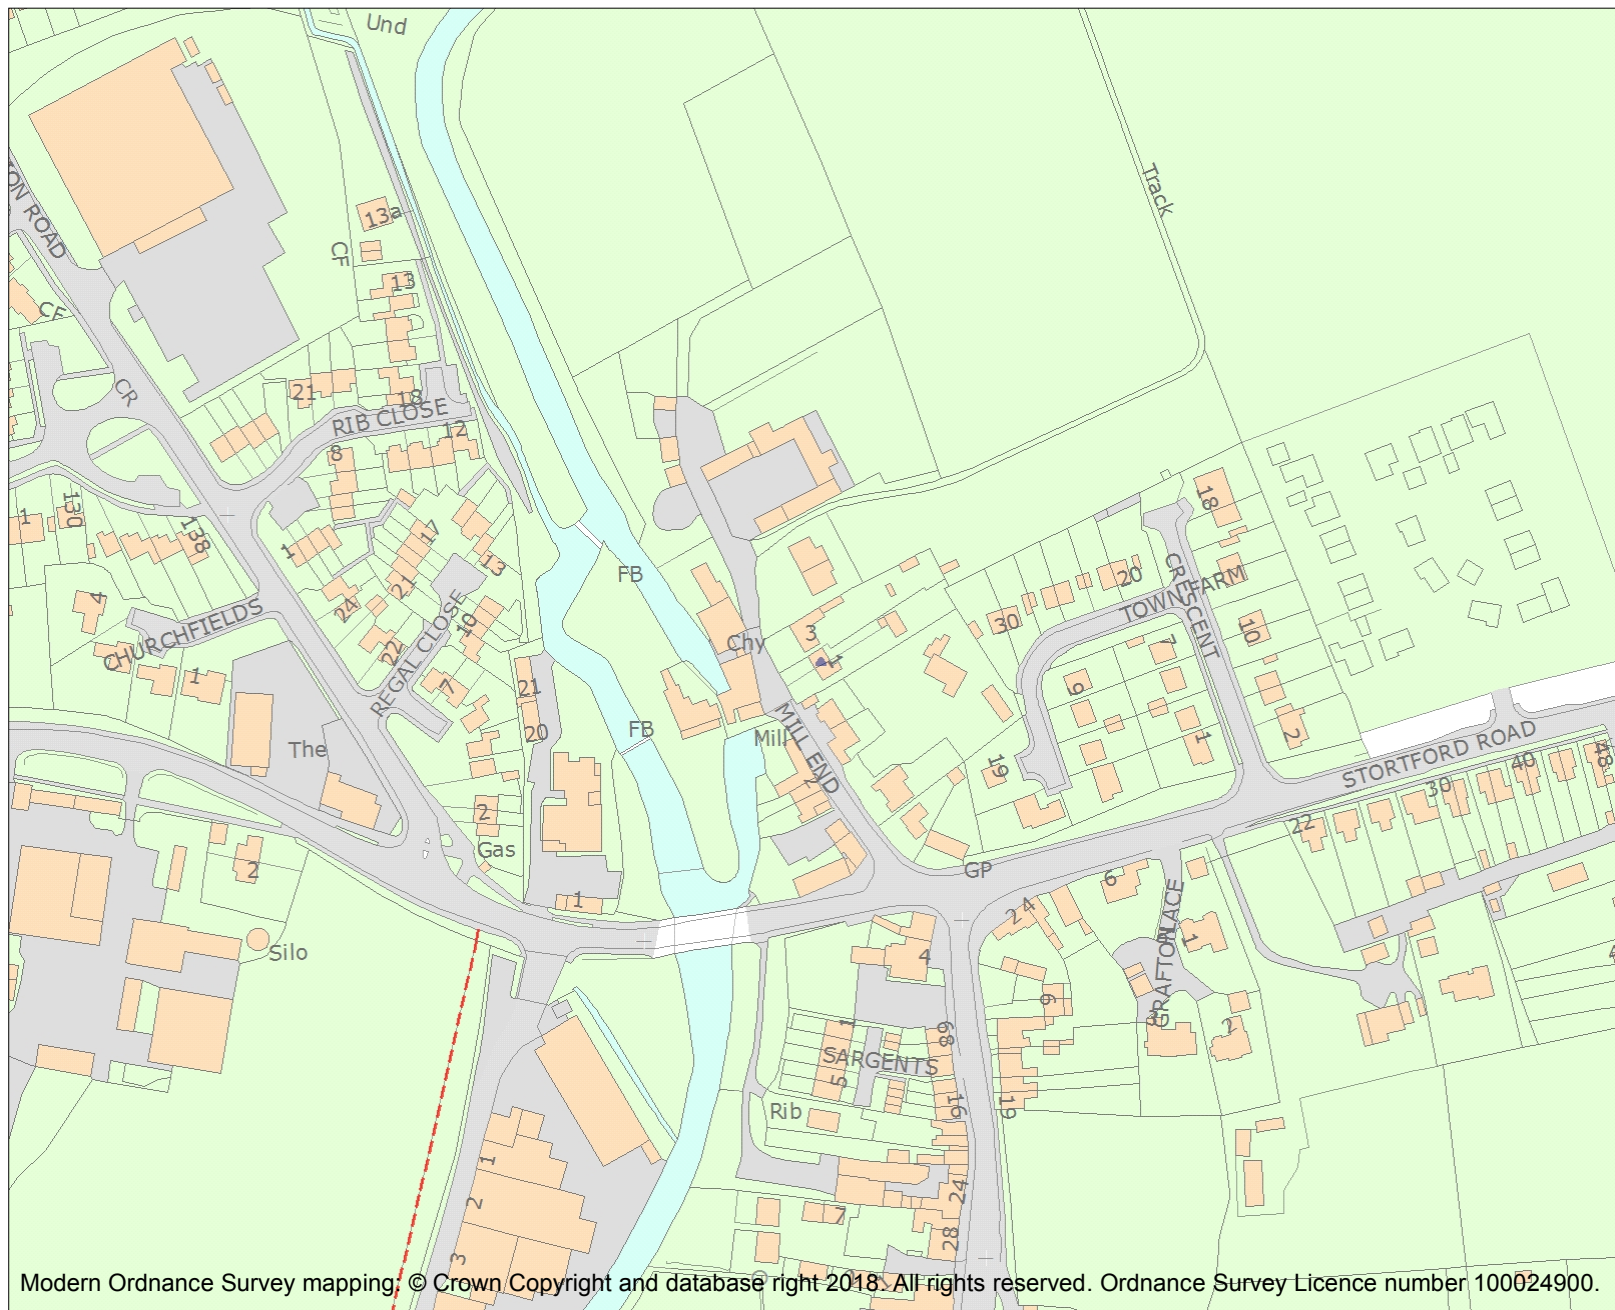 Und
TON ROAD
13a
CF
13
CF
Track
CR
21
18
RIB CLOSE
12
8
1
130
138
17
18
1
13
FB
21
20
TOWN FARM
CRESCENT
4
24
10
CHURCHFIELDS
22
Chy
3
1
30
10
7
REGAL CLOSE
1
7
21
9
20
FB
The
Mill
MILL END
2
19
1
2
STORTFORD ROAD
40
48
30
22
2
Gas
2
1
GP
6
24
GRAFTON PLACE
1
Silo
4
6
3
2
1
68
SARGENTS
5
Rib
16
19
1
2
24
7
28
3
Modern Ordnance Survey mapping: © Crown Copyright and database right 2018. All rights reserved. Ordnance Survey Licence number 100024900.